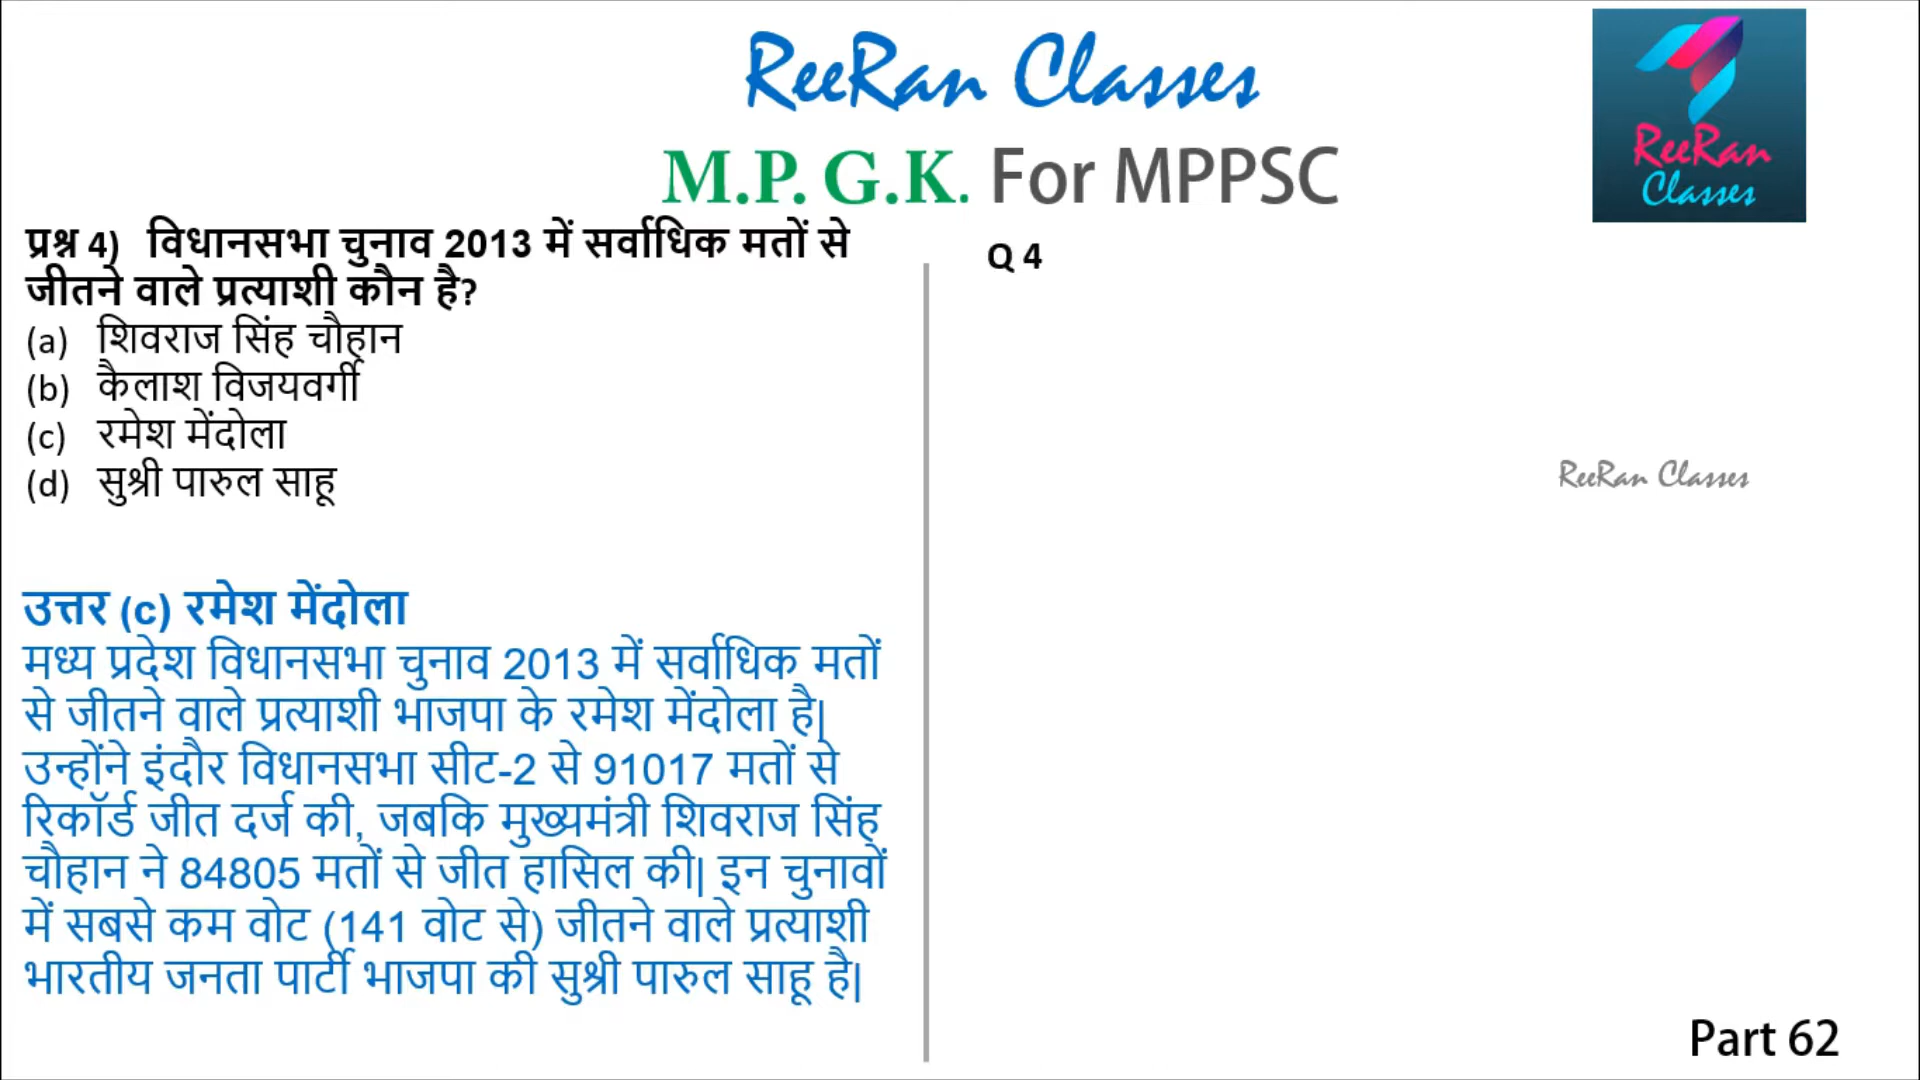 ReeRan Classes
M.P. G.K. For MPPSC
ReeRan
Classes
प्रश्न 4) विधानसभा चुनाव 2013 में सर्वाधिक मतों से
जीतने वाले प्रत्याशी कौन है?
(a) शिवराज सिंह चौहान
(b) कैलाश विजयवर्गी
(c) रमेश मेंदोला
(d) सुश्री पारुल साहू
उत्तर (c) रमेश मेंदोला
मध्य प्रदेश विधानसभा चुनाव 2013 में सर्वाधिक मतों
से जीतने वाले प्रत्याशी भाजपा के रमेश मेंदोला है|
उन्होंने इंदौर विधानसभा सीट-2 से 91017 मतों से
रिकॉर्ड जीत दर्ज की, जबकि मुख्यमंत्री शिवराज सिंह
चौहान ने 84805 मतों से जीत हासिल की| इन चुनावों
में सबसे कम वोट (141 वोट से) जीतने वाले प्रत्याशी
भारतीय जनता पार्टी भाजपा की सुश्री पारुल साहू है|
Q 4
ReeRan Classes
Part 62